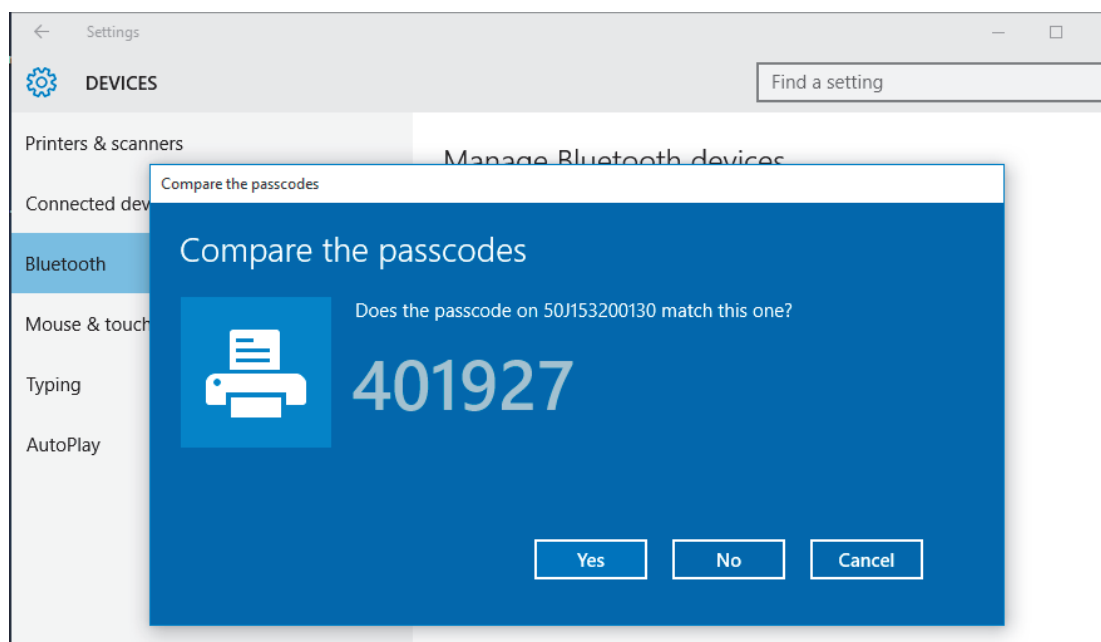 Settings
DEVICES
Find a setting
Printers & scanners
Manage Bluetooth devices
Compare the passcodes
Connected dev
Bluetooth
Compare the passcodes
Does the passcode on 50J153200130 match this one?
Mouse & touch
401927
Typing
AutoPlay
Yes No Cancel